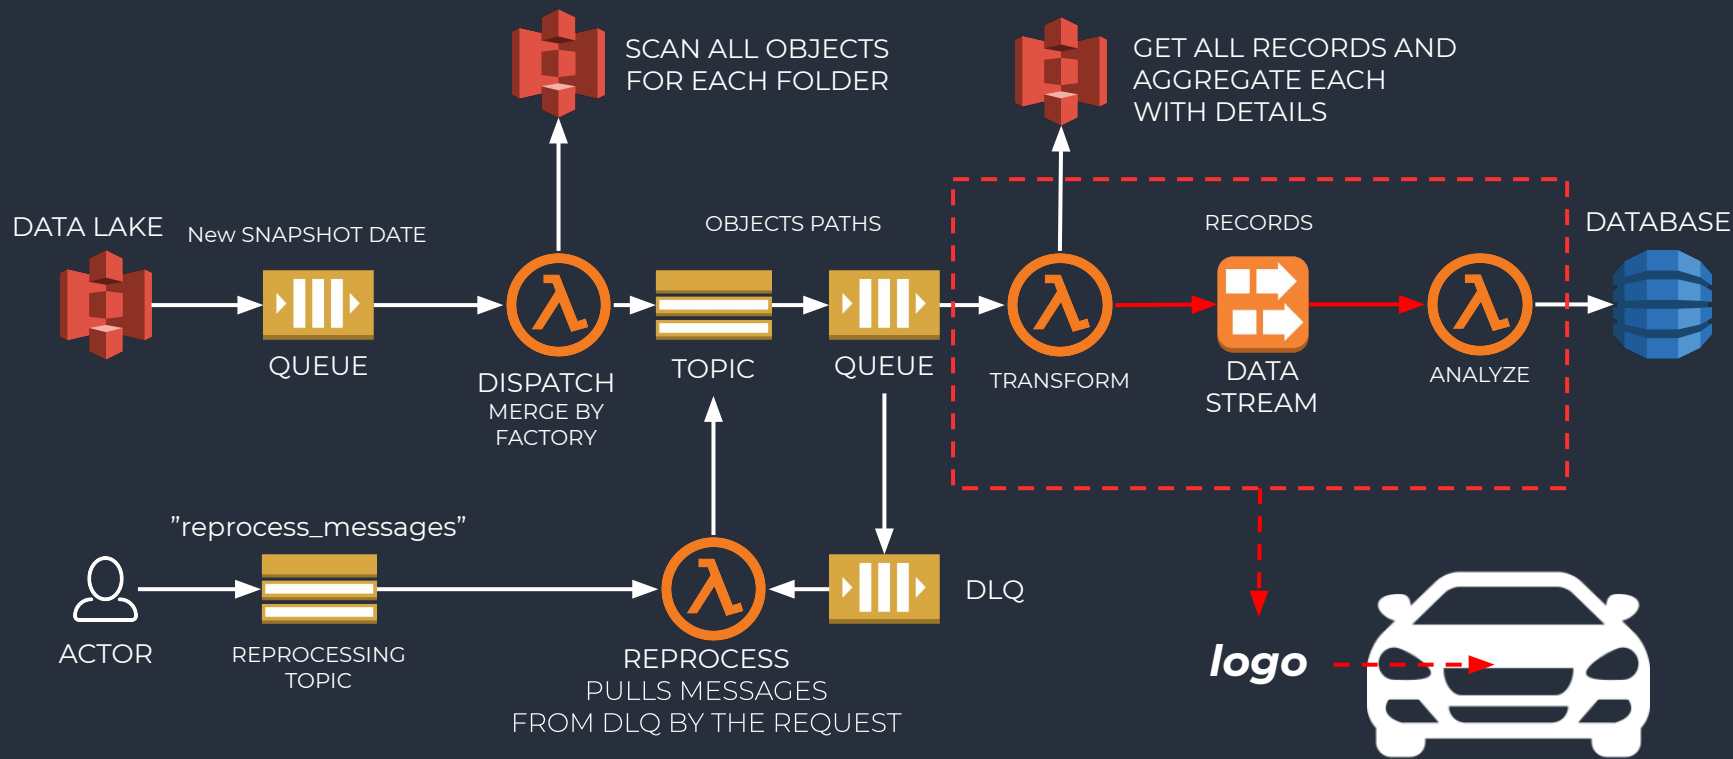 SCAN ALL OBJECTS
FOR EACH FOLDER
GET ALL RECORDS AND
AGGREGATE EACH
WITH DETAILS
DATA LAKE
New SNAPSHOT DATE
OBJECTS PATHS
RECORDS
DATABASE
QUEUE
DISPATCH
MERGE BY
FACTORY
TOPIC
QUEUE
TRANSFORM
DATA
STREAM
ANALYZE
”reprocess_messages”
ACTOR
REPROCESSING
TOPIC
REPROCESS
PULLS MESSAGES
FROM DLQ BY THE REQUEST
DLQ
logo